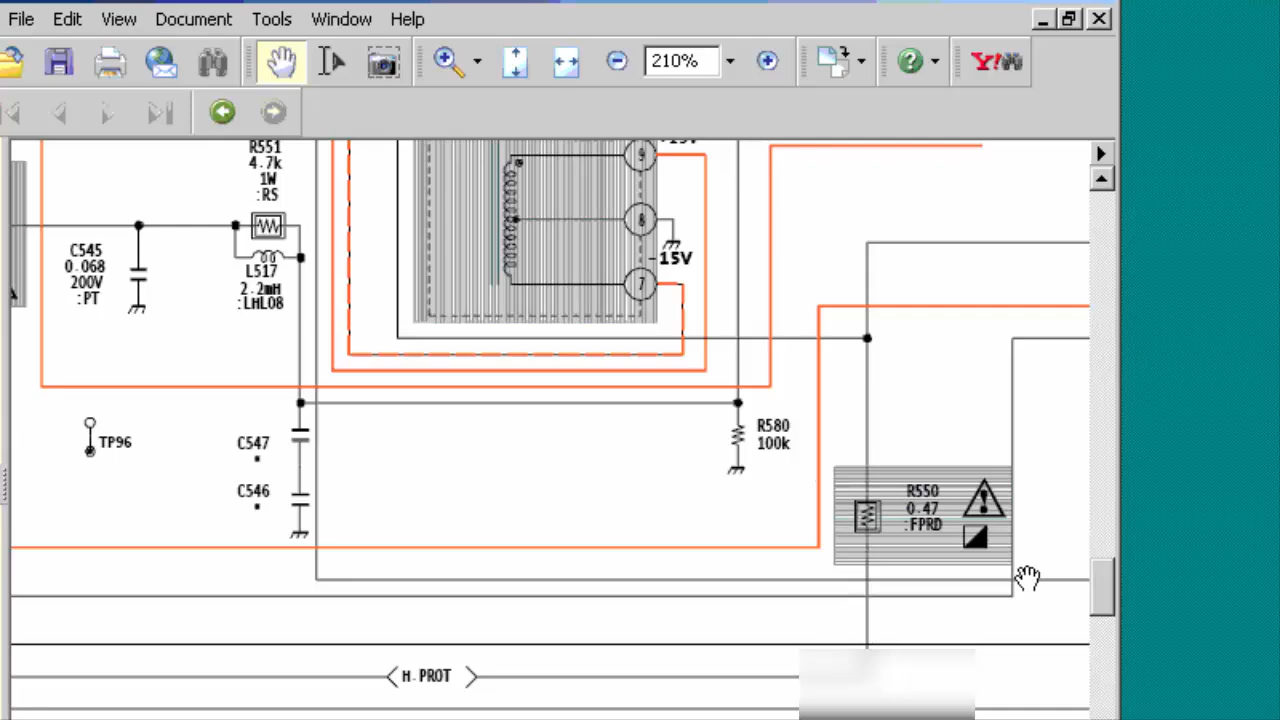 File Edit View Document Tools Window Help
210%
Y!
R551
4.7k
1W
:RS
C545
0.068
200V
:PT
L517
2.2mH
:LHL08
9
8
-15V
7
TP96
C547
C546
R580
100k
R550
0.47
:FPRD
H.PROT